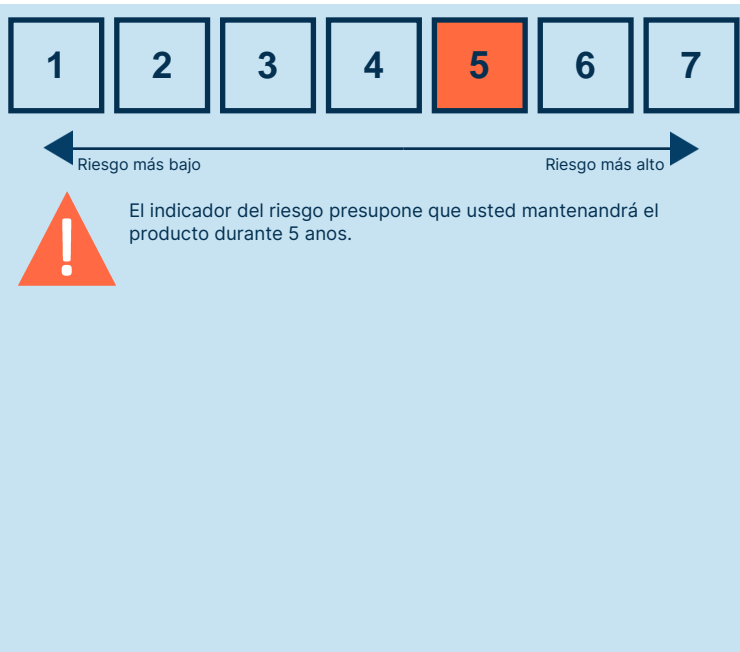 1 2 3 4 5 6 7
Riesgo más bajo Riesgo más alto
El indicador del riesgo presupone que usted mantenandrá el
producto durante 5 anos.